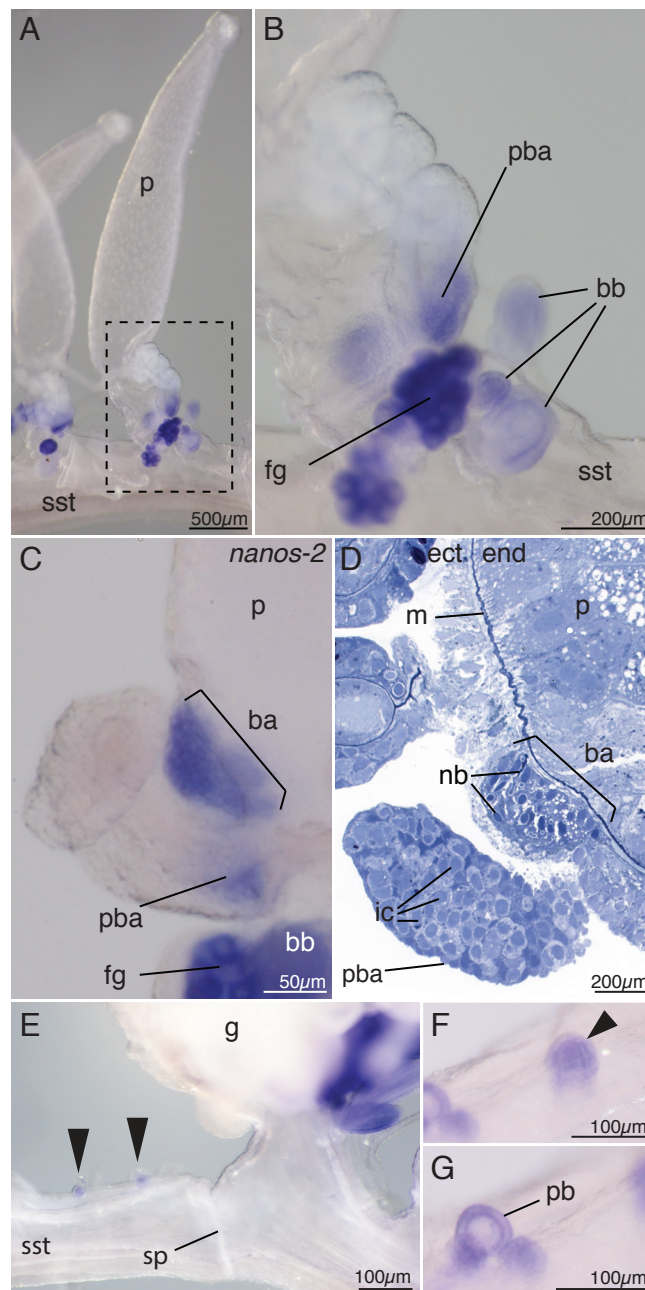 A
p
sst
500µm
B
pba
bb
fg
sst
200µm
C
nanos-2
p
ba
pba
bb
fg
50µm
D
ect end
m
p
ba
nb
ic
pba
200µm
E
g
sst
sp
100µm
F
100µm
G
pb
100µm